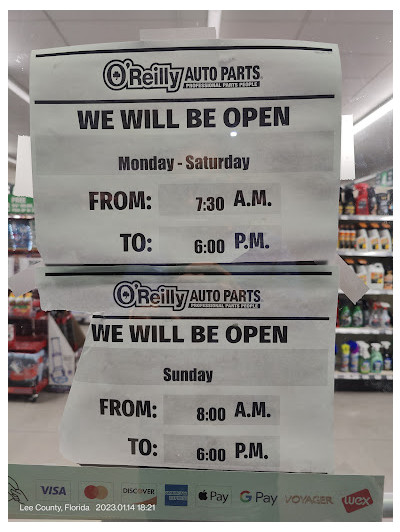 O'Reilly AUTO PARTS
PROFESSIONAL PARTS PEOPLE
WE WILL BE OPEN
Monday - Saturday
FROM: 7:30 A.M.
TO: 6:00 P.M.
O'Reilly AUTO PARTS
PROFESSIONAL PARTS PEOPLE
WE WILL BE OPEN
Sunday
FROM: 8:00 A.M.
TO: 6:00 P.M.
VISA DISCOVER Pay G Pay VOYAGER wex
Lee County, Florida 2023.01.14 18:21